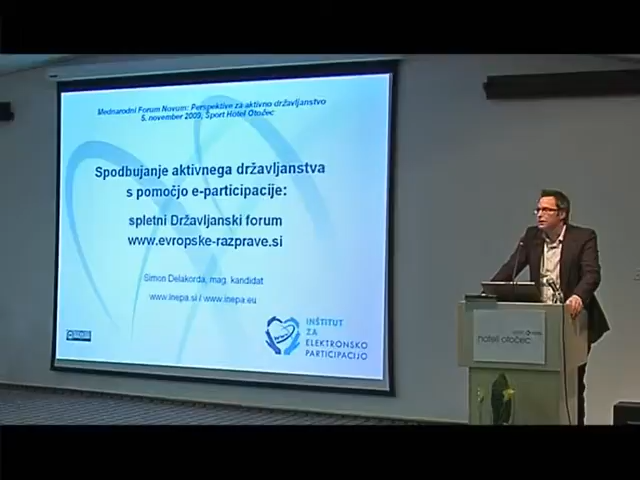 Mednarodni Forum Novum: Perspektive za aktivno državljanstvo
5. november 2009, Šport Hotel Otočec
Spodbujanje aktivnega državljanstva
s pomočjo e-participacije:
spletni Državljanski forum
www.evropske-razprave.si
Simon Delakorda, mag. kandidat
www.inepa.si / www.inepa.eu
INŠTITUT
ZA
ELEKTRONSKO
PARTICIPACIJO
hoteli otočec